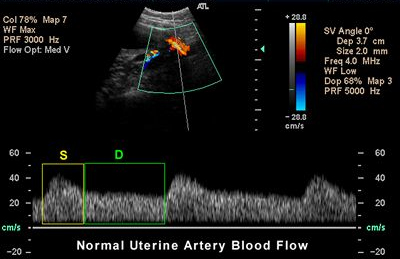 Col 78% Map 7
WF Max
PRF 3000 Hz
Flow Opt: Med V
ATL
SV Angle 0°
Dep 3.7 cm
Size 2.0 mm
Freq 4.0 MHz
WF Low
Dop 68% Map 3
PRF 5000 Hz
+ 28.8
- 28.8
cm/s
60
40
20
cm/s
-20
S
D
60
40
20
cm/s
-20
Normal Uterine Artery Blood Flow